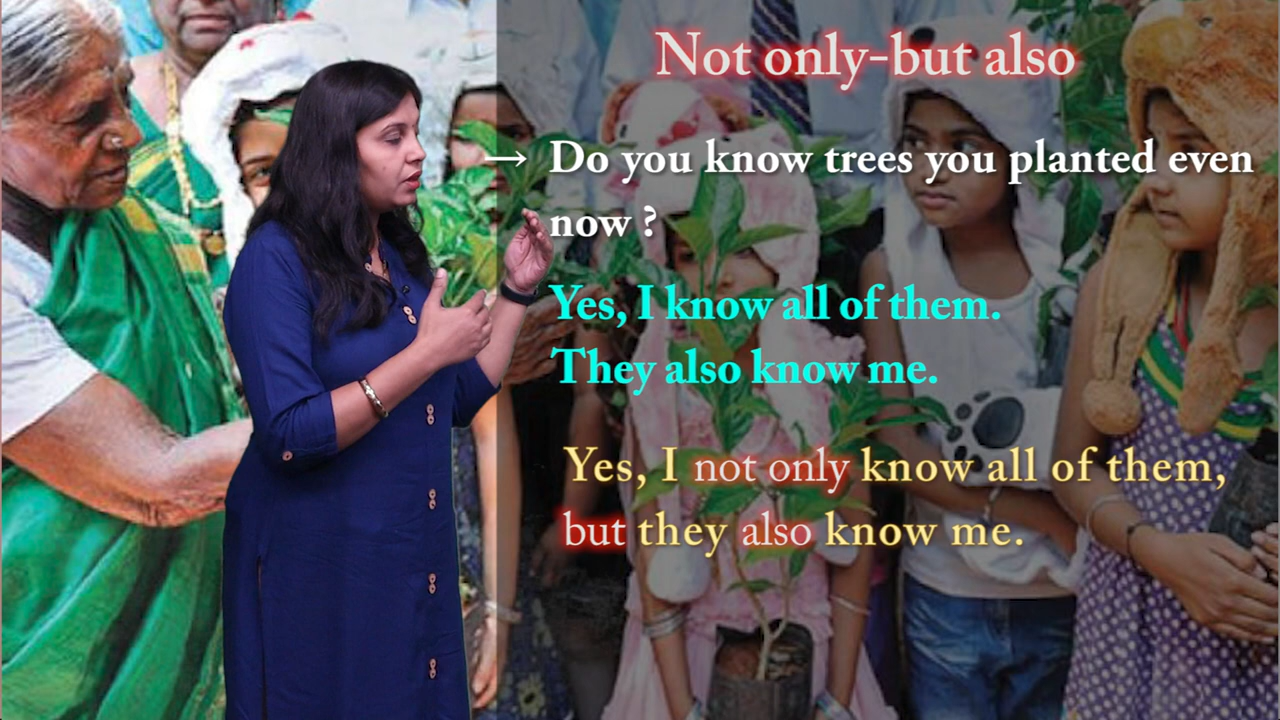 Not only-but also
→ Do you know trees you planted even
now ?
Yes, I know all of them.
They also know me.
Yes, I not only know all of them,
but they also know me.